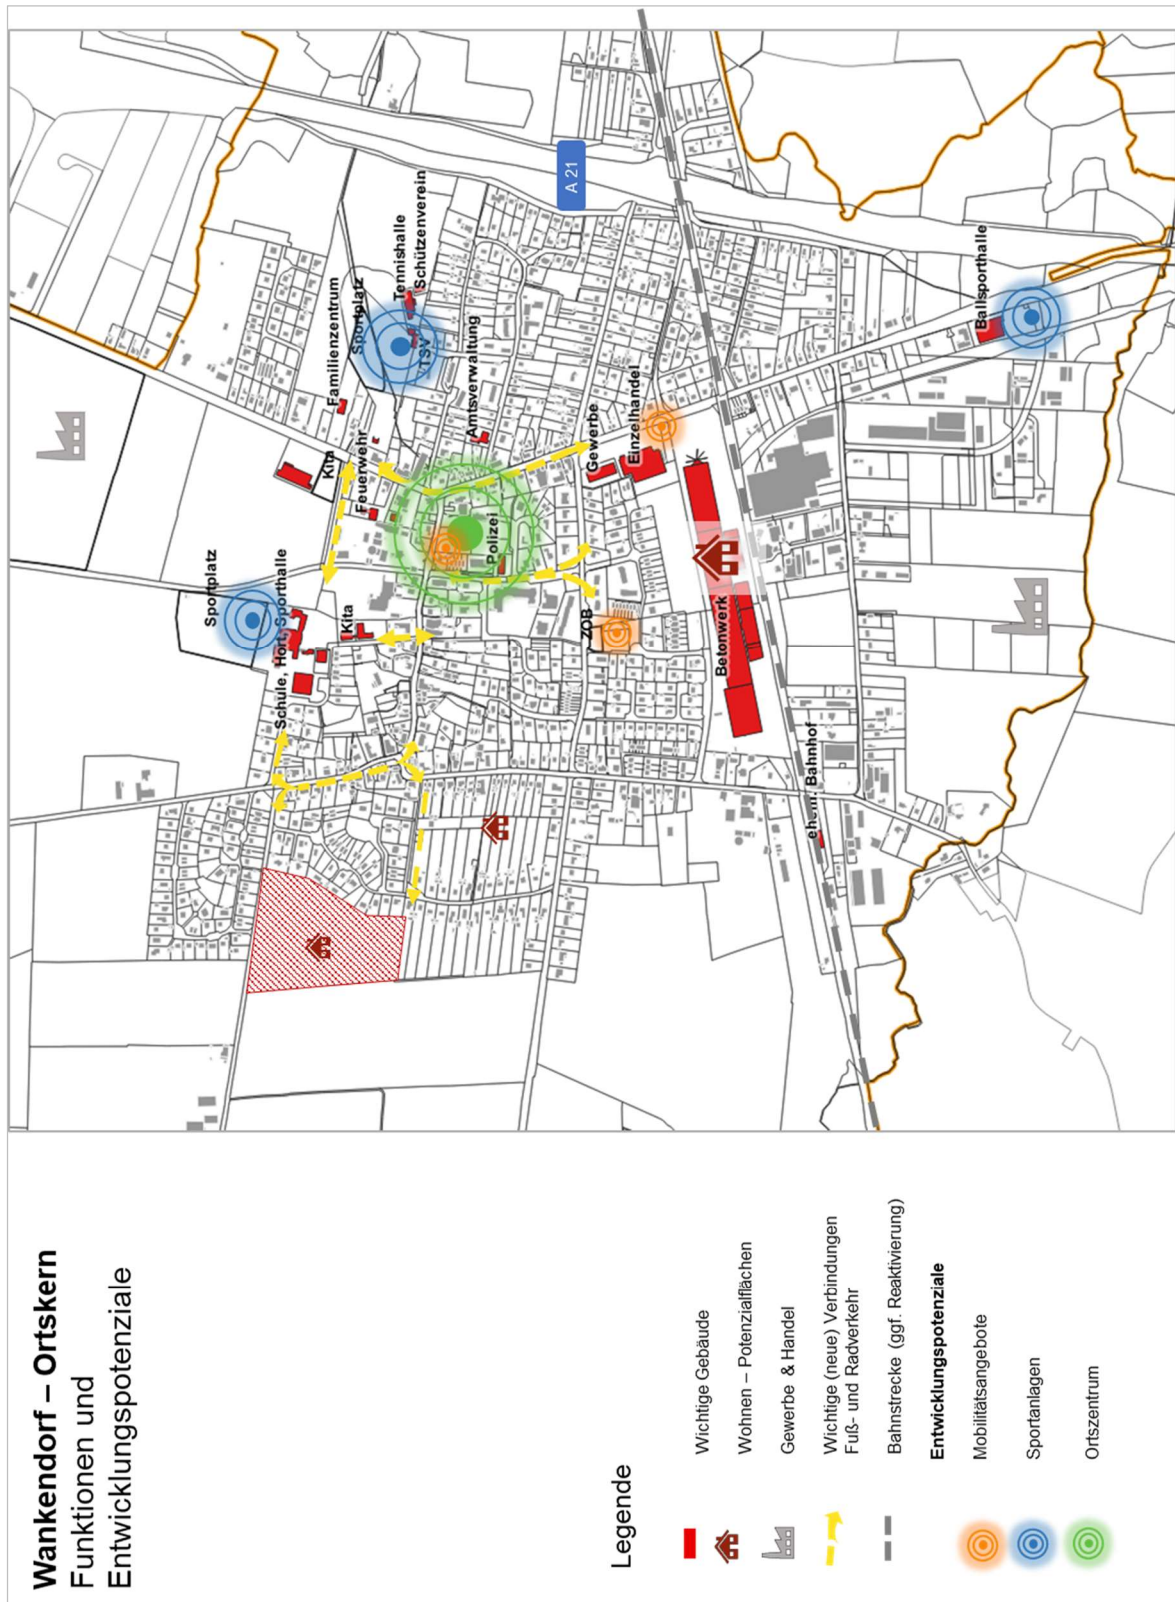 Wankendorf – Ortskern
Funktionen und
Entwicklungspotenziale
Legende
Wichtige Gebäude
Wohnen – Potenzialflächen
Gewerbe & Handel
Wichtige (neue) Verbindungen
Fuß- und Radverkehr
Bahnstrecke (ggf. Reaktivierung)
Entwicklungspotenziale
Mobilitätsangebote
Sportanlagen
Ortszentrum
Sportplatz
Schule, Hort, Sporthalle
Kita
Kita
Feuerwehr
Familienzentrum
Sportplatz
TSV
Tennishalle
Schützenverein
Amtsverwaltung
Polizei
A 21
ZOB
Gewerbe
Einzelhandel
Betonwerk
ehem. Bahnhof
Ballsporthalle